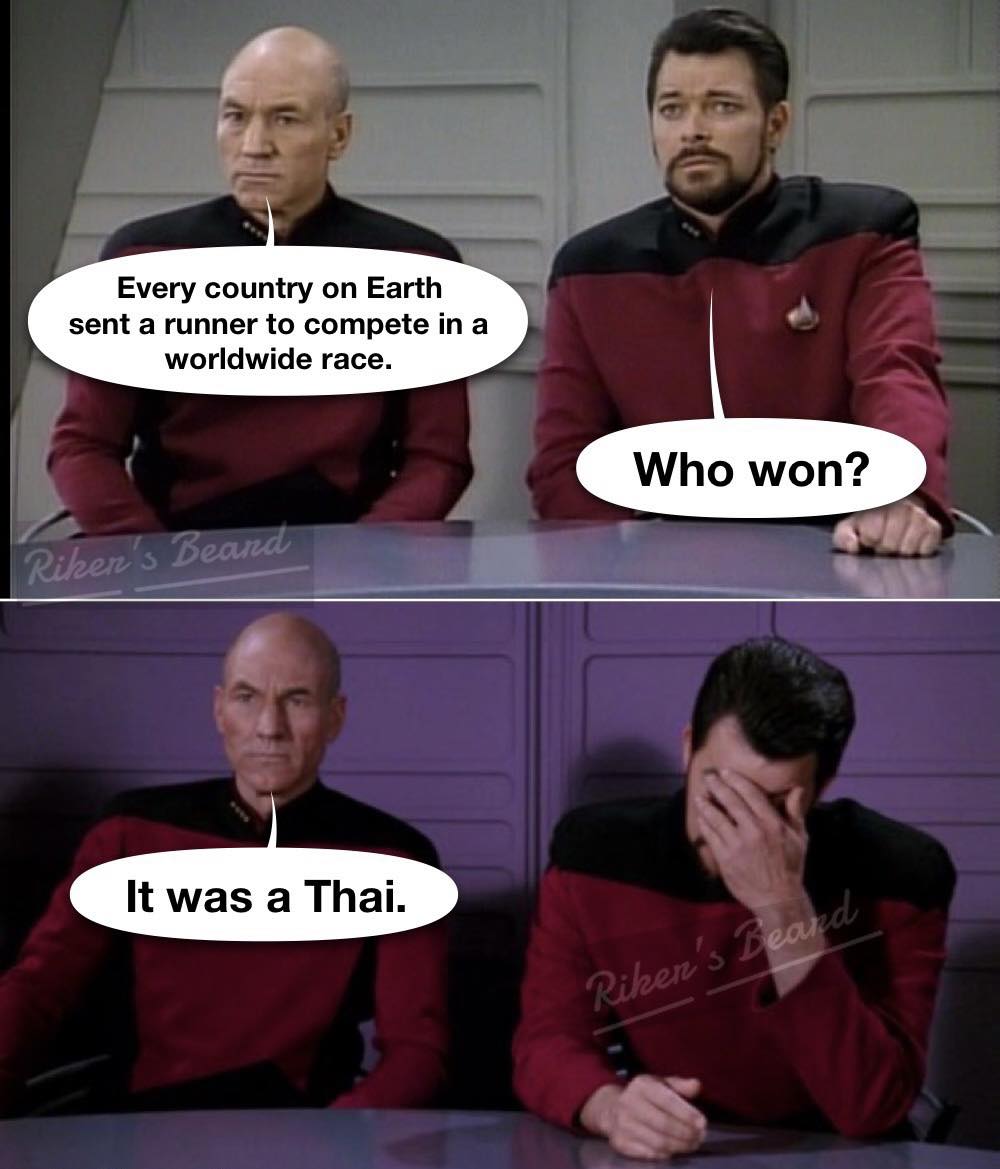 Every country on Earth
sent a runner to compete in a
worldwide race.
Who won?
Riker's Beard
It was a Thai.
Riker's Beard